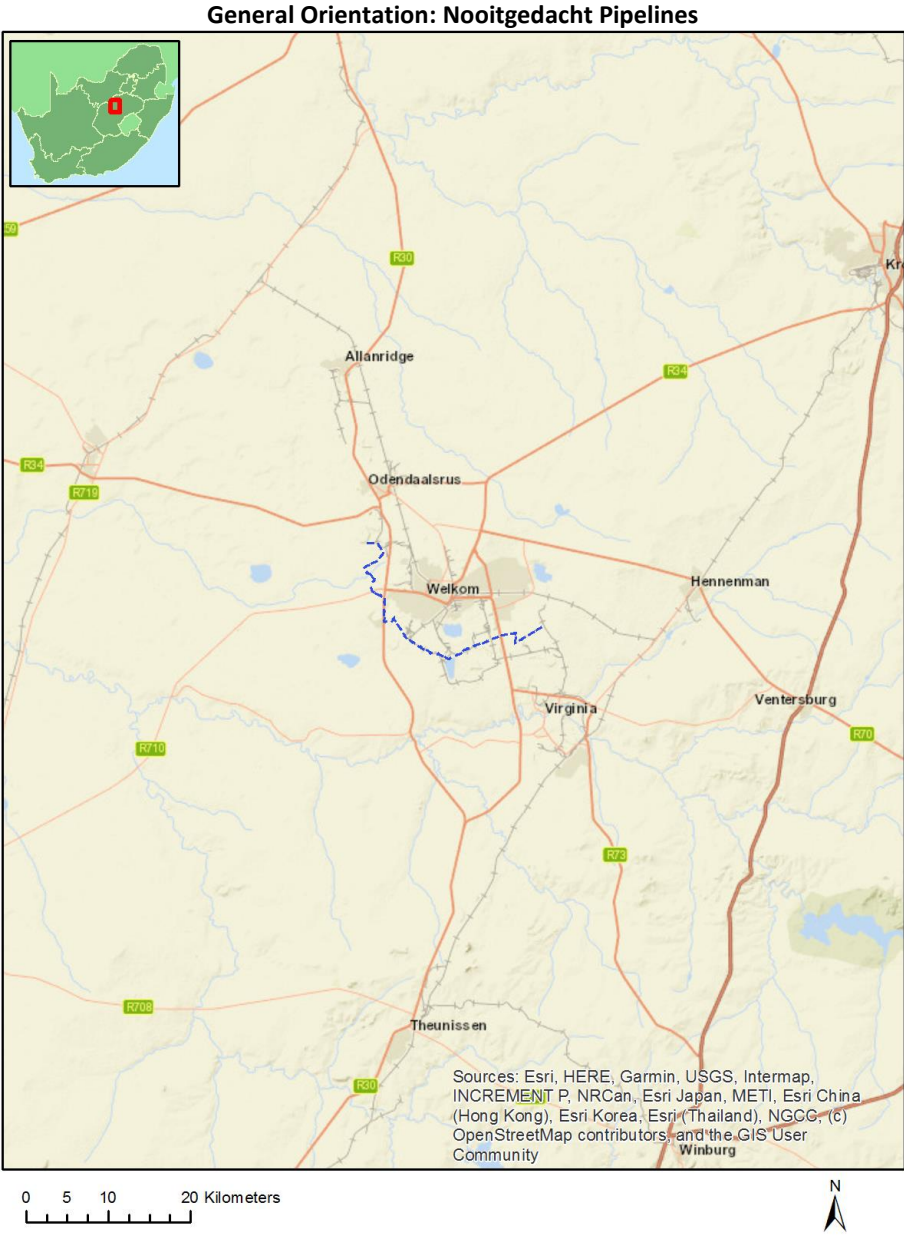 General Orientation: Nooitgedacht Pipelines
59
R30
Kr
Allanridge
R34
R34
R719
Odendaalsrus
Welkom
Hennenman
Virginia
Ventersburg
R710
R70
R73
R708
Theunissen
R30
Sources: Esri, HERE, Garmin, USGS, Intermap,
INCREMENT P, NRCan, Esri Japan, METI, Esri China
(Hong Kong), Esri Korea, Esri (Thailand), NGCC, (c)
OpenStreetMap contributors, and the GIS User
Community
Winburg
0 5 10 20 Kilometers
N